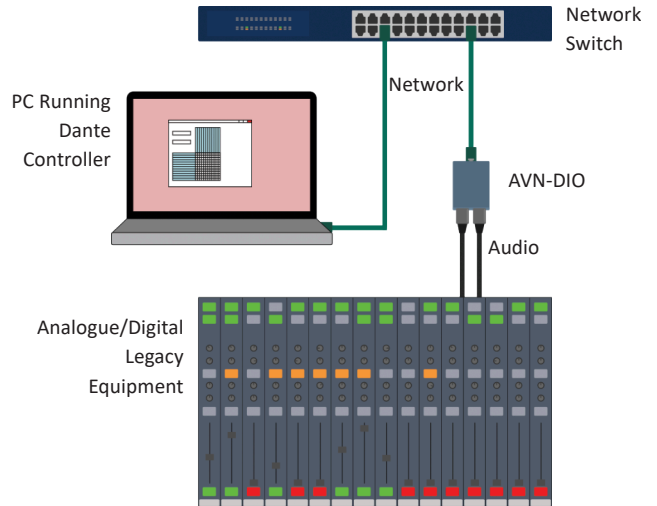 Network
Switch
Network
PC Running
Dante
Controller
AVN-DIO
Audio
Analogue/Digital
Legacy
Equipment